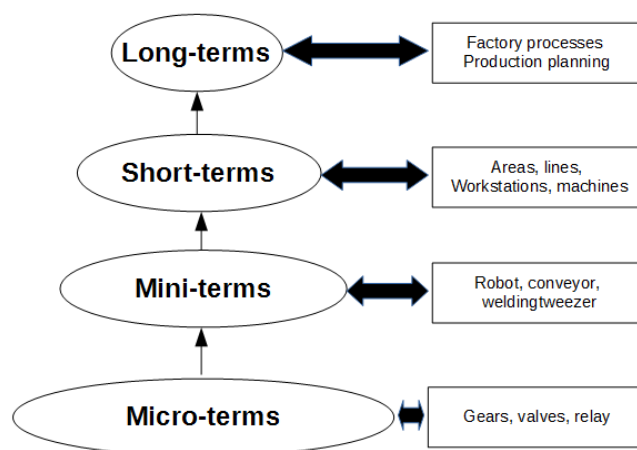 Long-terms
Factory processes
Production planning
Short-terms
Areas, lines,
Workstations, machines
Mini-terms
Robot, conveyor,
weldingtweezer
Micro-terms
Gears, valves, relay